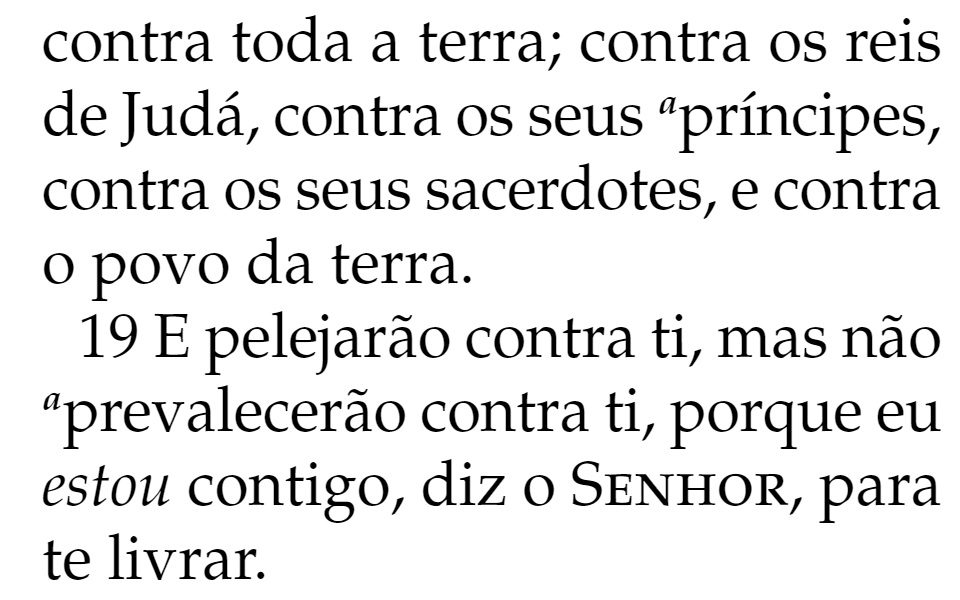 contra toda a terra; contra os reis
de Judá, contra os seus ᵃpríncipes,
contra os seus sacerdotes, e contra
o povo da terra.
19 E pelejarão contra ti, mas não
ᵃprevalecerão contra ti, porque eu
estou contigo, diz o SENHOR, para
te livrar.